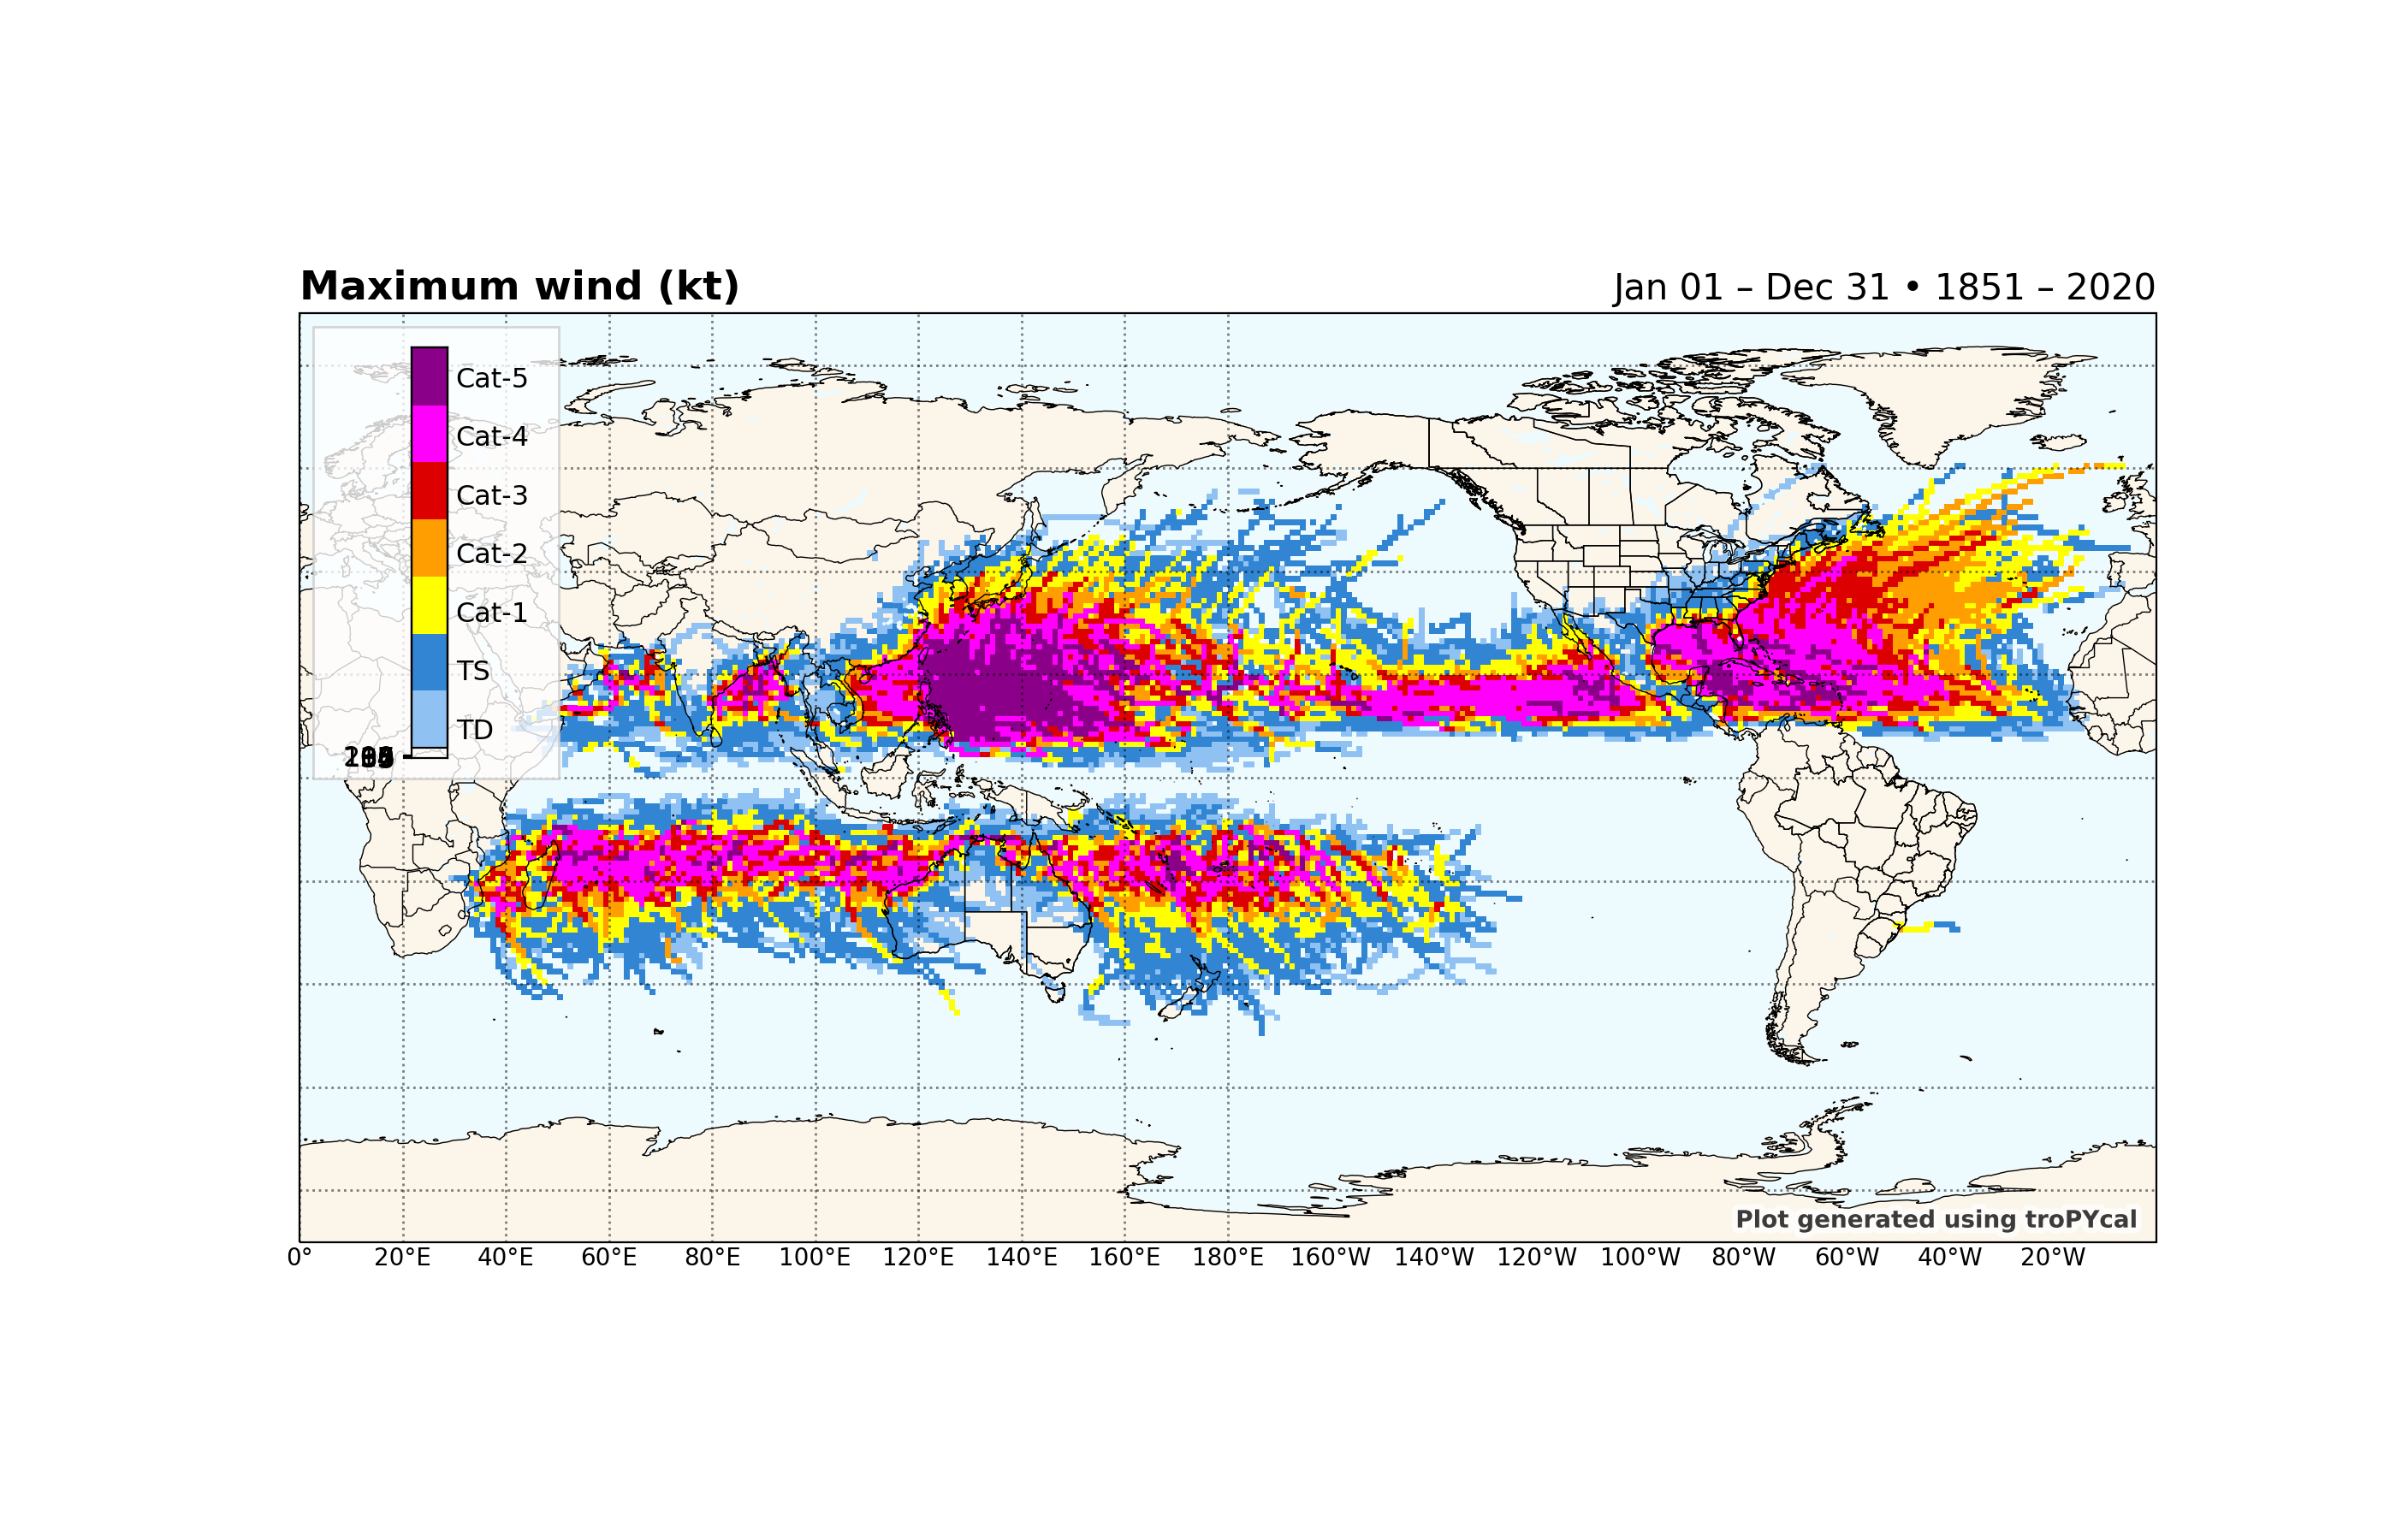 Maximum wind (kt)
Jan 01 – Dec 31 • 1851 – 2020
Cat-5
Cat-4
Cat-3
Cat-2
Cat-1
TS
TD
Plot generated using troPYcal
0° 20°E 40°E 60°E 80°E 100°E 120°E 140°E 160°E 180°E 160°W 140°W 120°W 100°W 80°W 60°W 40°W 20°W